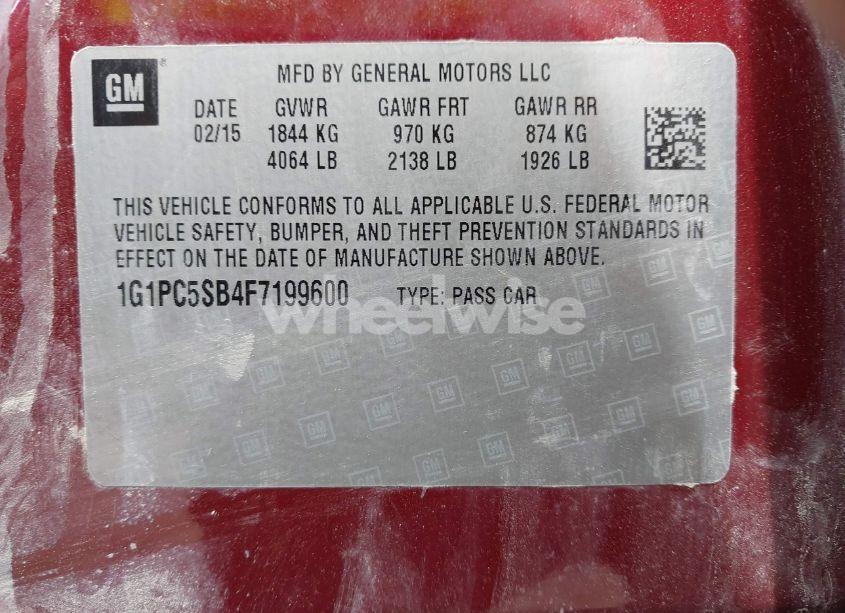 GM
MFD BY GENERAL MOTORS LLC
DATE GVWR GAWR FRT GAWR RR
02/15 1844 KG 970 KG 874 KG
4064 LB 2138 LB 1926 LB
THIS VEHICLE CONFORMS TO ALL APPLICABLE U.S. FEDERAL MOTOR
VEHICLE SAFETY, BUMPER, AND THEFT PREVENTION STANDARDS IN
EFFECT ON THE DATE OF MANUFACTURE SHOWN ABOVE.
1G1PC5SB4F7199600 TYPE: PASS CAR
wheelwise